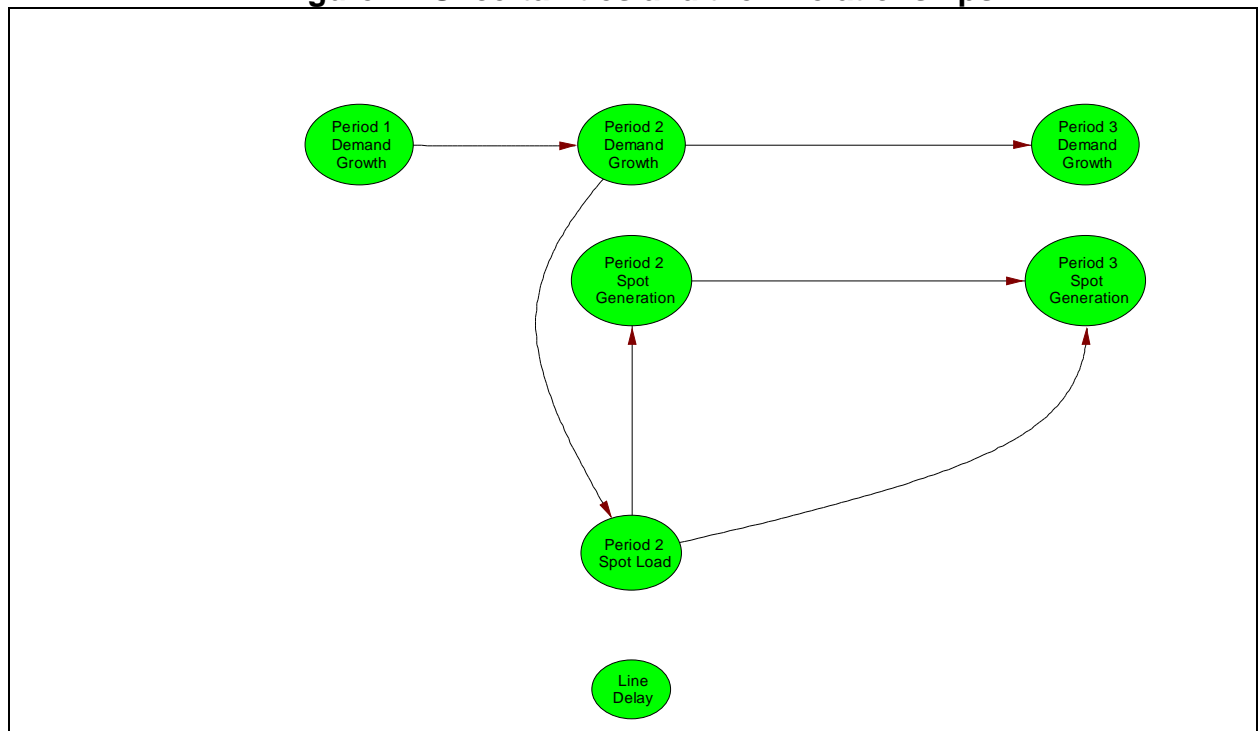 Period 1
Demand
Growth
Period 2
Demand
Growth
Period 3
Demand
Growth
Period 2
Spot
Generation
Period 3
Spot
Generation
Period 2
Spot Load
Line
Delay